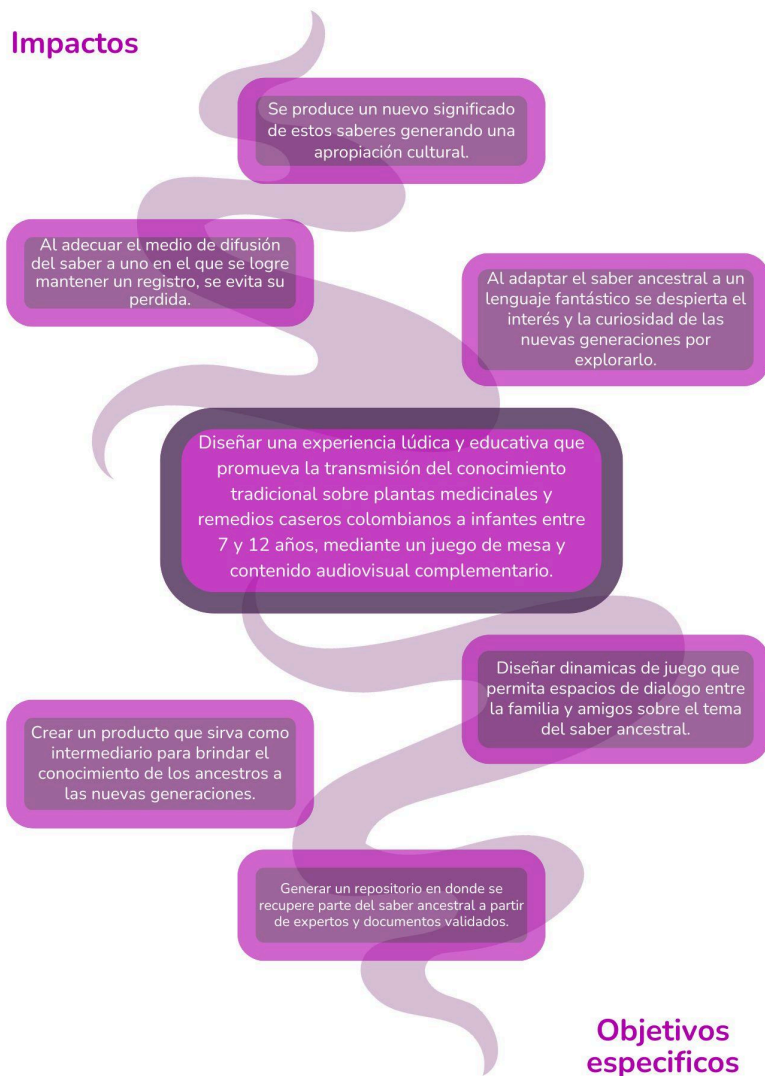 Impactos
Se produce un nuevo significado
de estos saberes generando una
apropiación cultural.
Al adecuar el medio de difusión
del saber a uno en el que se logre
mantener un registro, se evita su
perdida.
Al adaptar el saber ancestral a un
lenguaje fantástico se despierta el
interés y la curiosidad de las
nuevas generaciones por
explorarlo.
Diseñar una experiencia lúdica y educativa que
promueva la transmisión del conocimiento
tradicional sobre plantas medicinales y
remedios caseros colombianos a infantes entre
7 y 12 años, mediante un juego de mesa y
contenido audiovisual complementario.
Diseñar dinamicas de juego que
permita espacios de dialogo entre
la familia y amigos sobre el tema
del saber ancestral.
Crear un producto que sirva como
intermediario para brindar el
conocimiento de los ancestros a
las nuevas generaciones.
Generar un repositorio en donde se
recupere parte del saber ancestral a partir
de expertos y documentos validados.
Objetivos
especificos